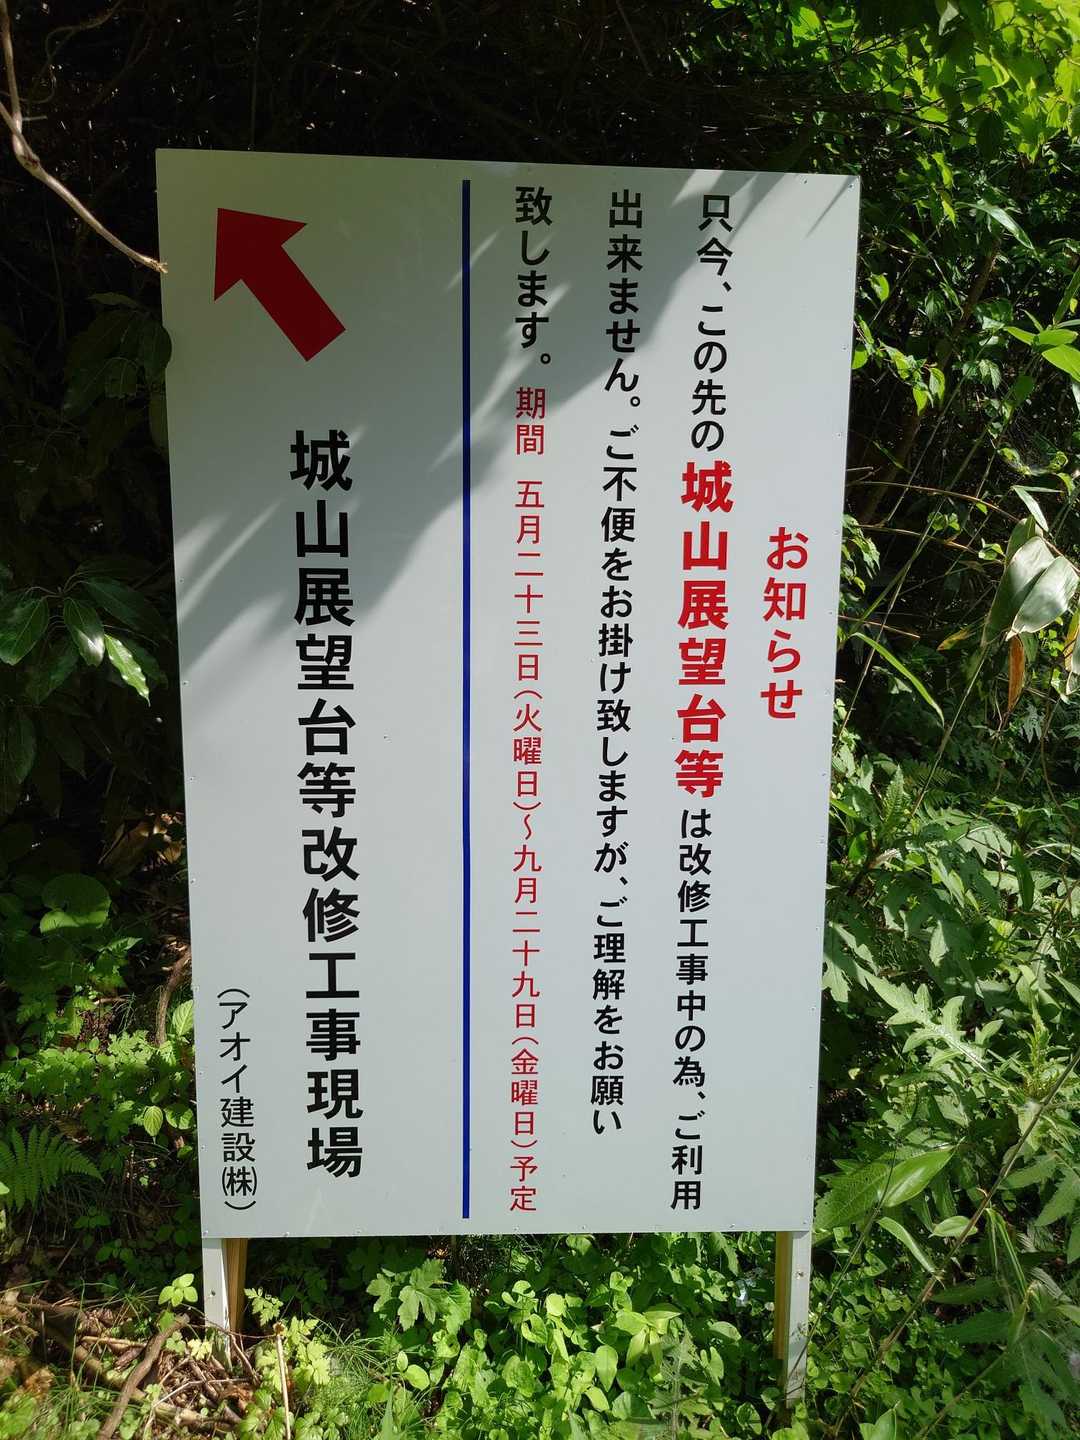 お知らせ
只今、この先の城山展望台等は改修工事中の為、ご利用
出来ません。ご不便をお掛け致しますが、ご理解をお願い
致します。期間 五月二十三日(火曜日)〜九月二十九日(金曜日)予定
城山展望台等改修工事現場
(アオイ建設㈱)